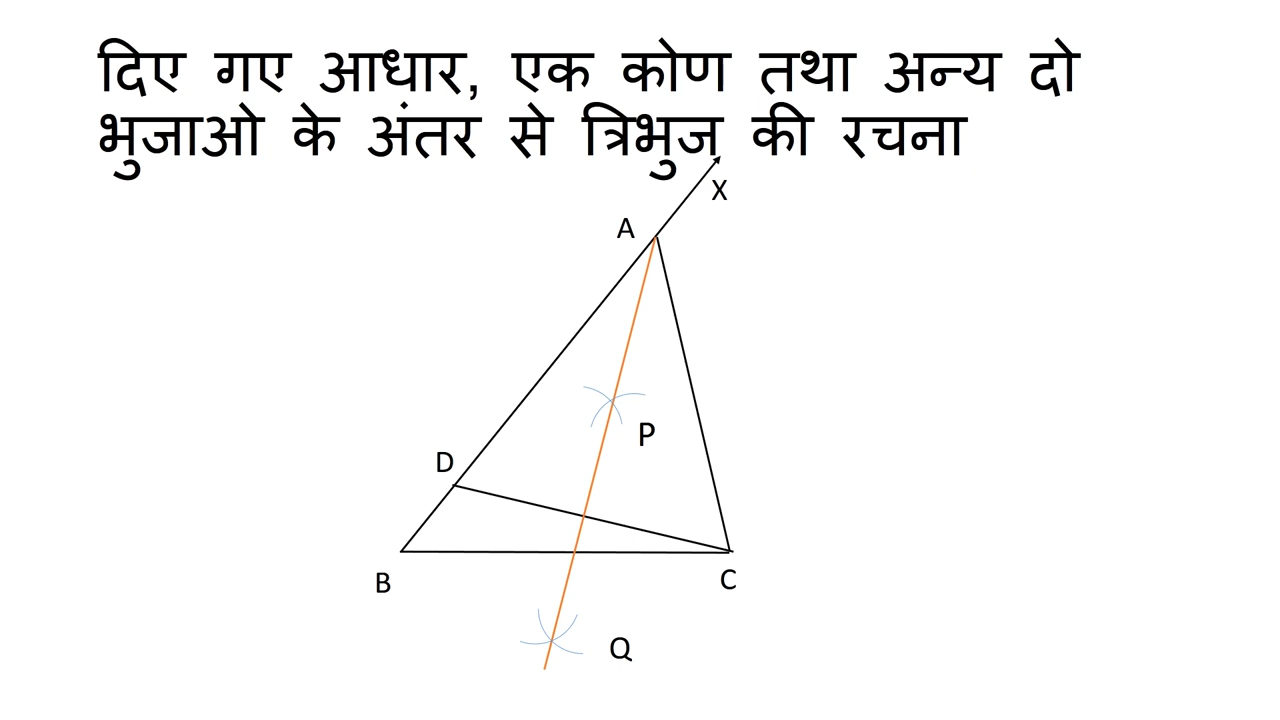 दिए गए आधार, एक कोण तथा अन्य दो
भुजाओ के अंतर से त्रिभुज की रचना
X
A
P
D
B
C
Q